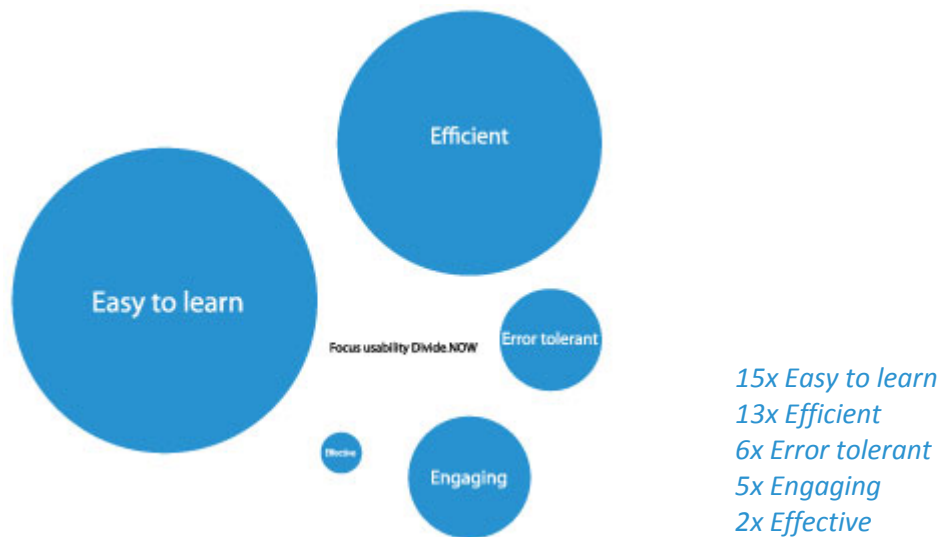 Efficient
Easy to learn
Error tolerant
Focus usability Divide.NOW
Effective
Engaging
15x Easy to learn
13x Efficient
6x Error tolerant
5x Engaging
2x Effective